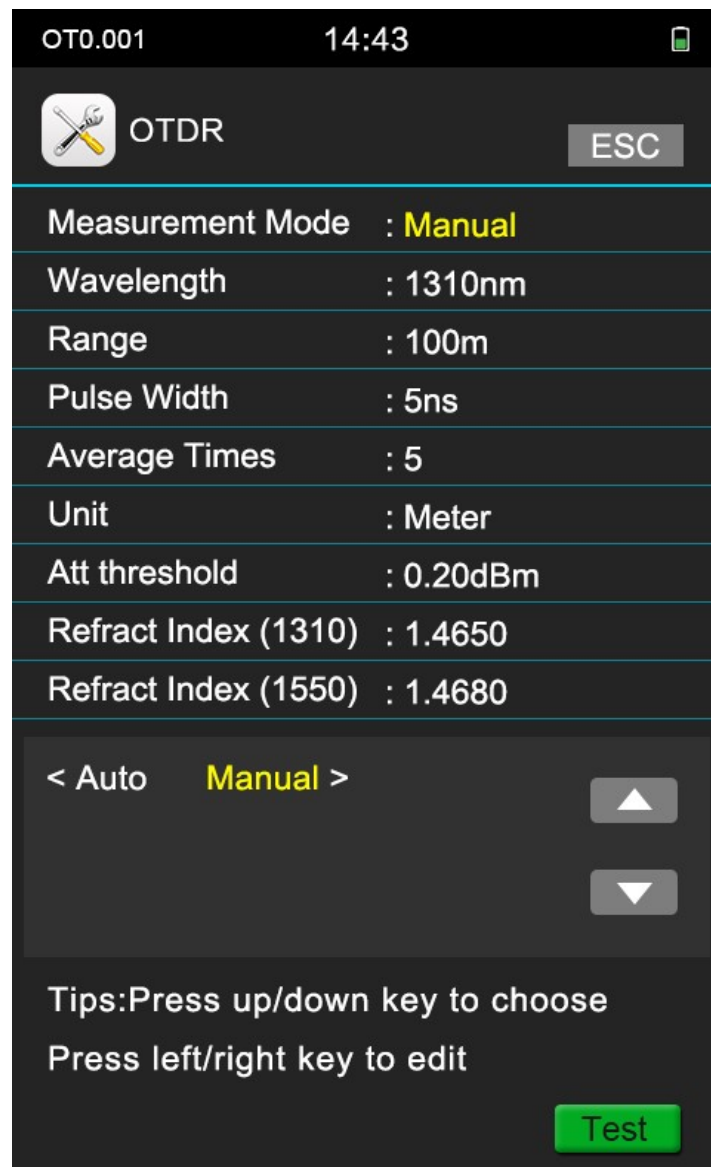 OT0.001 14:43
OTDR
ESC
Measurement Mode : Manual
Wavelength : 1310nm
Range : 100m
Pulse Width : 5ns
Average Times : 5
Unit : Meter
Att threshold : 0.20dBm
Refract Index (1310) : 1.4650
Refract Index (1550) : 1.4680
< Auto Manual >
Tips:Press up/down key to choose
Press left/right key to edit
Test